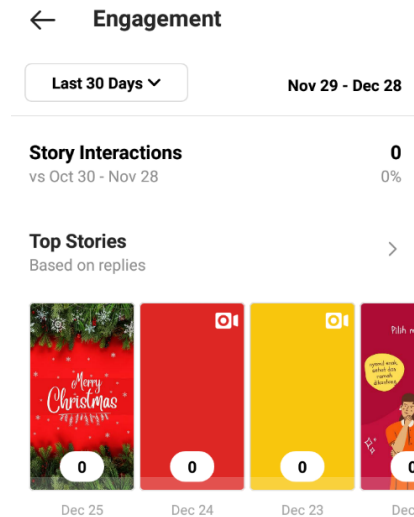 Engagement
Last 30 Days
Nov 29 - Dec 28
Story Interactions
0
vs Oct 30 - Nov 28
0%
Top Stories
Based on replies
Merry
Christmas
Pilih m
0
0
0
0
Dec 25
Dec 24
Dec 23
Dec